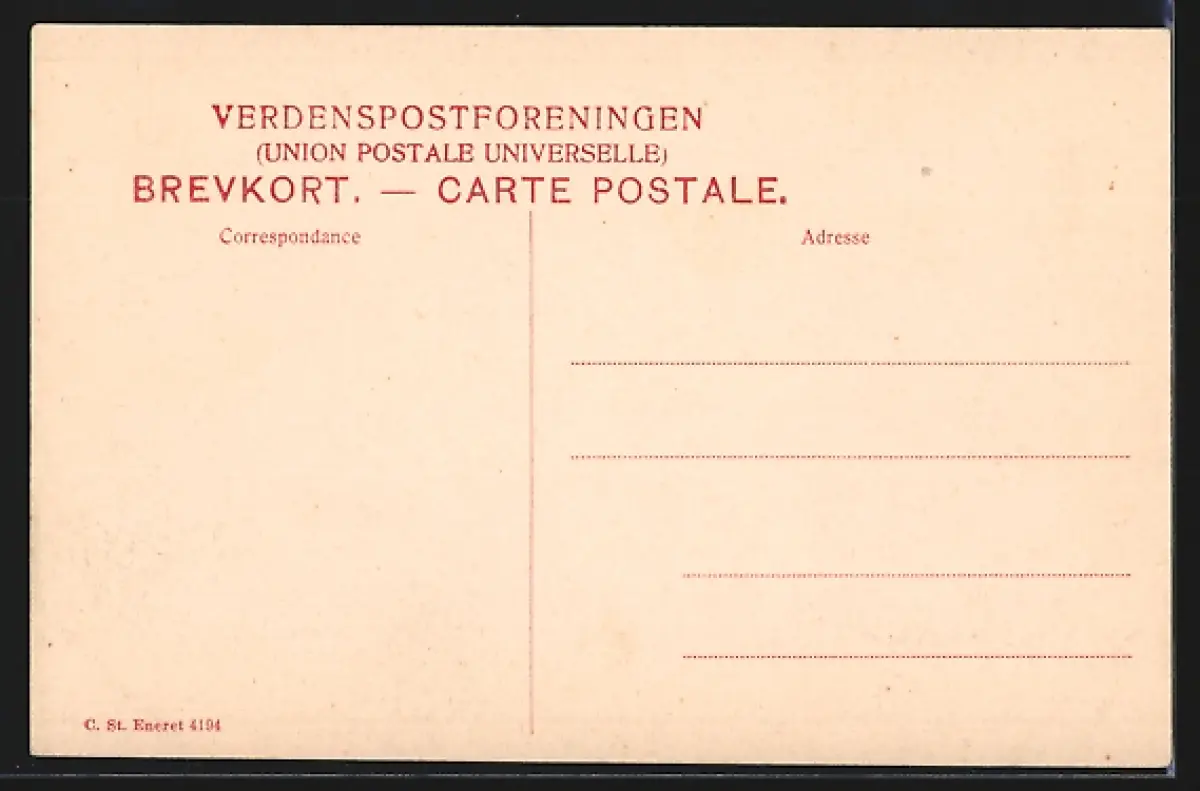 VERDENSPOSTFORENINGEN
(UNION POSTALE UNIVERSELLE)
BREVKORT. — CARTE POSTALE.
Correspondance
Adresse
C. St. Eneret 4194